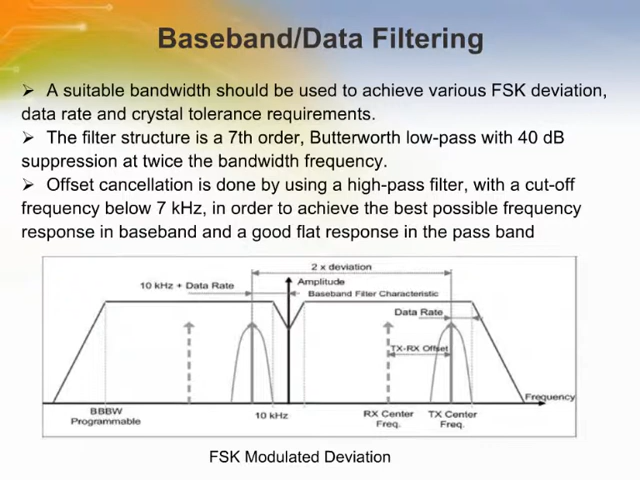 Baseband/Data Filtering
➢ A suitable bandwidth should be used to achieve various FSK deviation,
data rate and crystal tolerance requirements.
➢ The filter structure is a 7th order, Butterworth low-pass with 40 dB
suppression at twice the bandwidth frequency.
➢ Offset cancellation is done by using a high-pass filter, with a cut-off
frequency below 7 kHz, in order to achieve the best possible frequency
response in baseband and a good flat response in the pass band
2 x deviation
10 kHz + Data Rate
Amplitude
Baseband Filter Characteristic
Data Rate
TX-RX Offset
Frequency
BBBW
Programmable
10 kHz
RX Center
Freq.
TX Center
Freq.
FSK Modulated Deviation